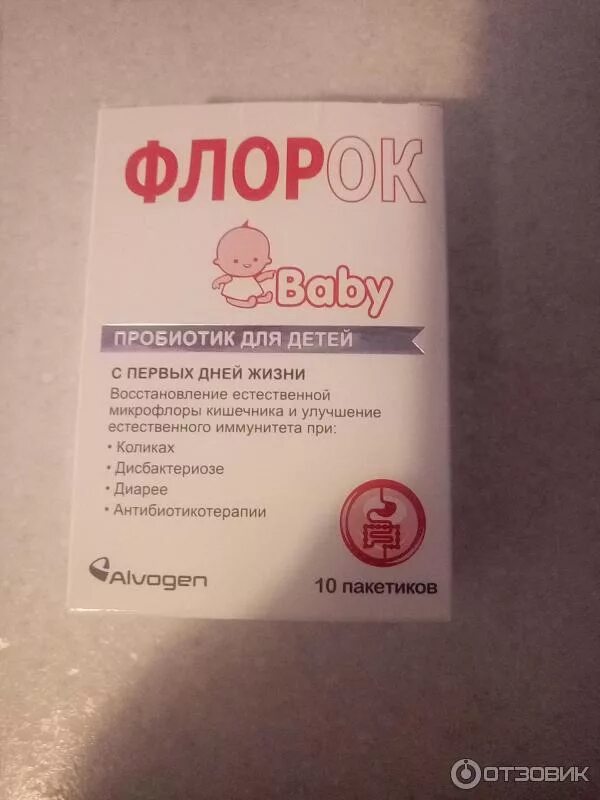 ФЛОРОК
Baby
ПРОБИОТИК ДЛЯ ДЕТЕЙ
С ПЕРВЫХ ДНЕЙ ЖИЗНИ
Восстановление естественной
микрофлоры кишечника и улучшение
естественного иммунитета при:
• Коликах
• Дисбактериозе
• Диарее
• Антибиотикотерапии
Alvogen
10 пакетиков
ОТЗОВИК